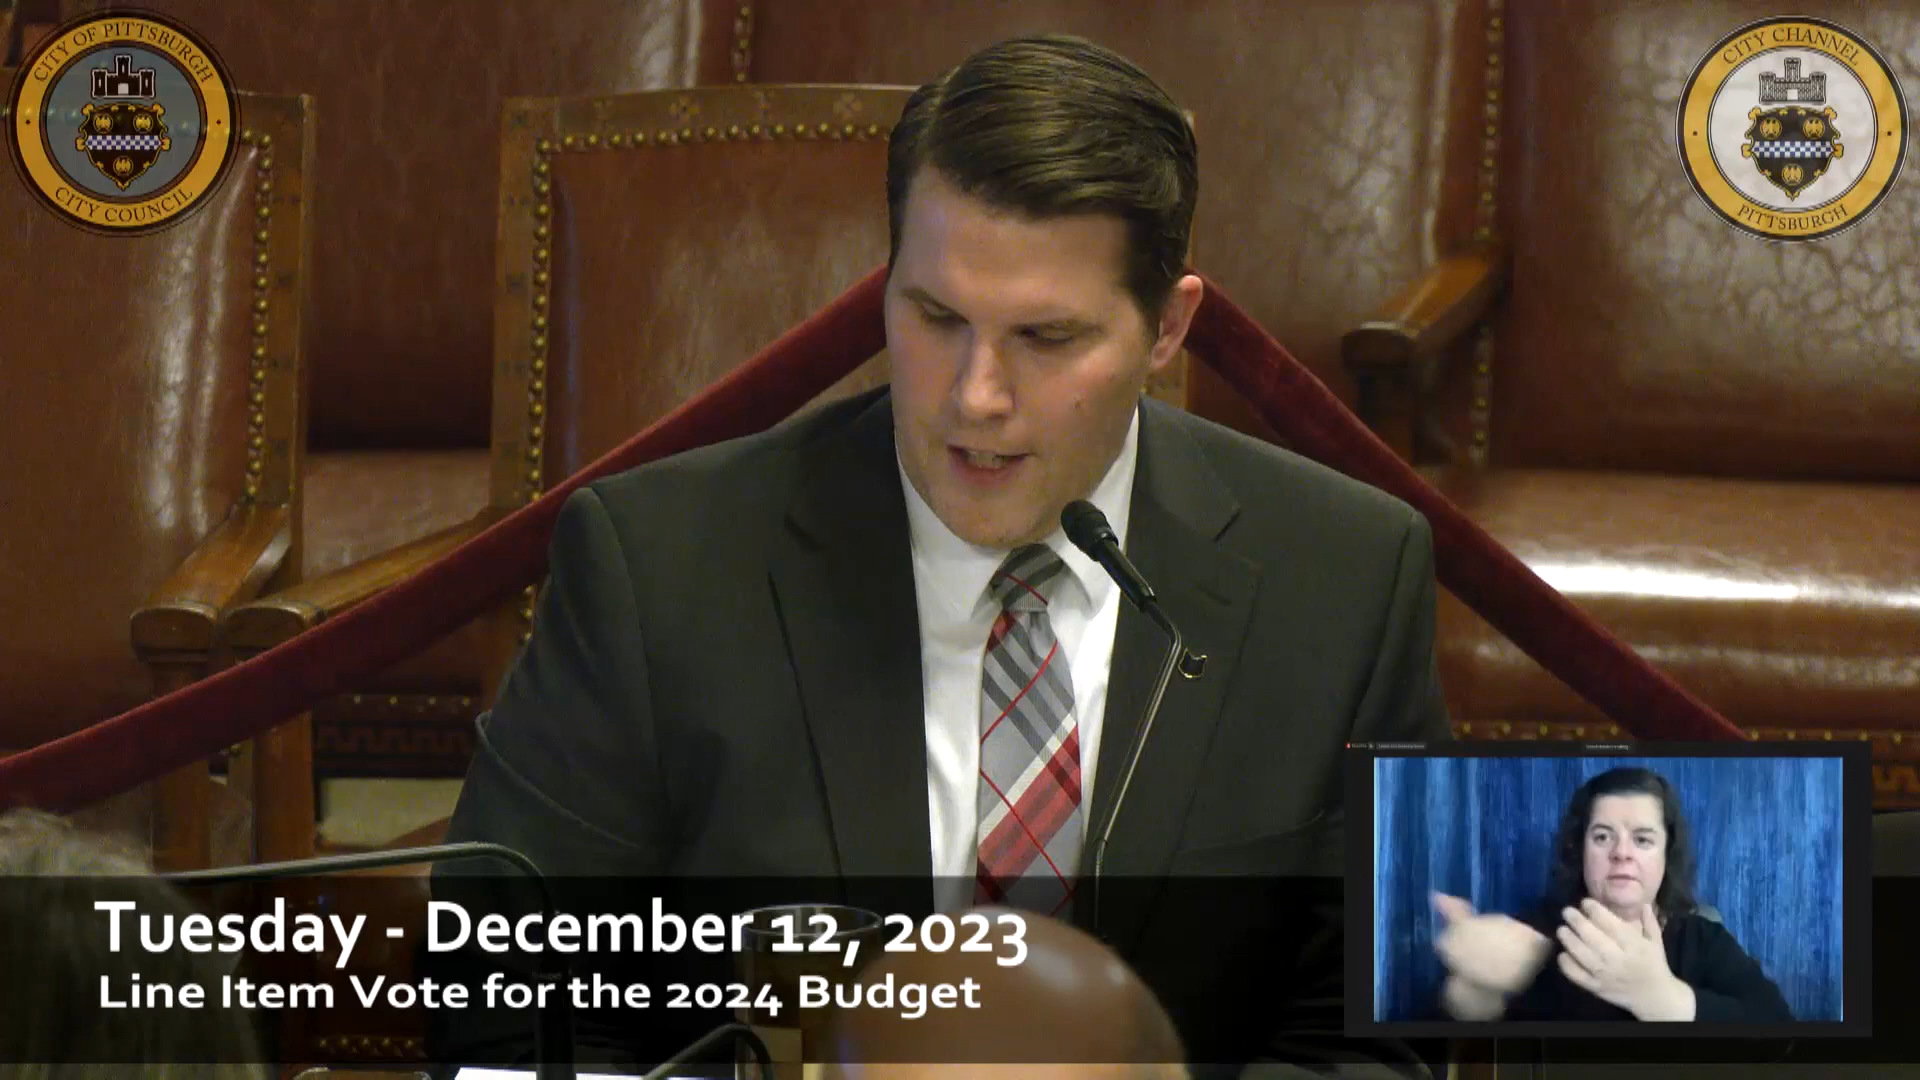 CITY OF PITTSBURGH
CITY COUNCIL
CITY CHANNEL
PITTSBURGH
Tuesday - December 12, 2023
Line Item Vote for the 2024 Budget